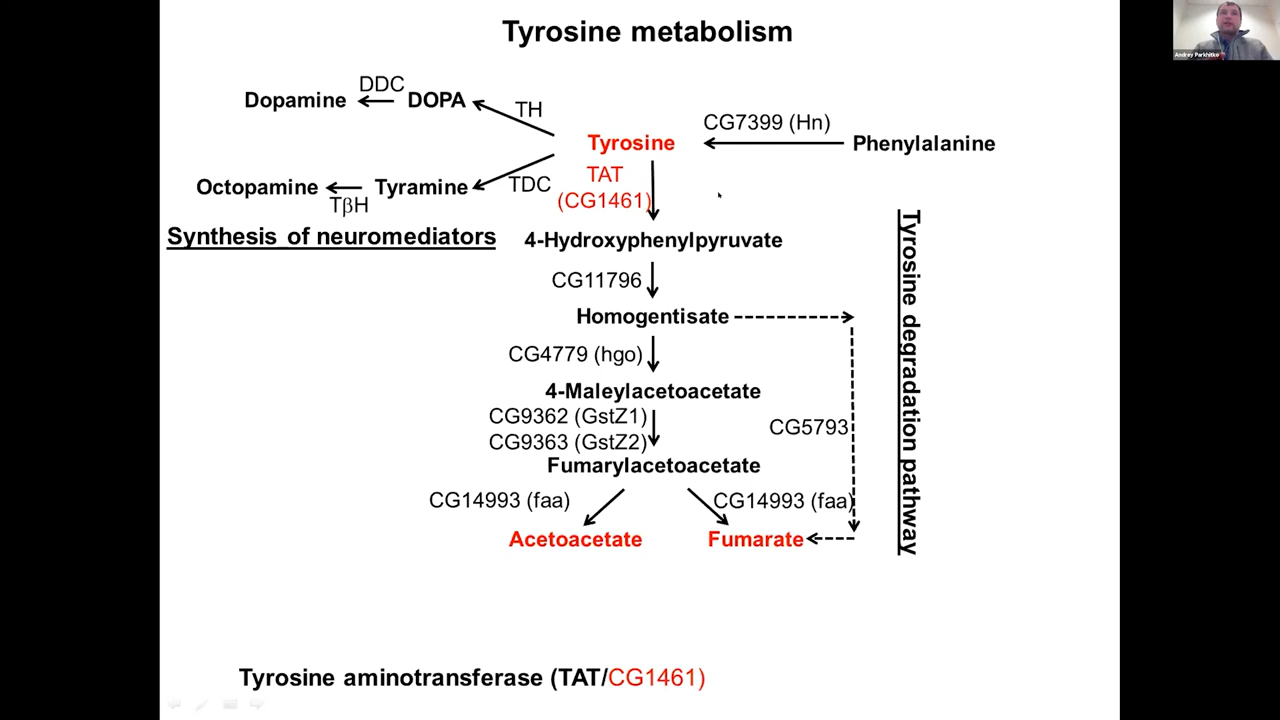 Tyrosine metabolism
Andrey Parkhitko
DDC
Dopamine
DOPA
TH
CG7399 (Hn)
Tyrosine
Phenylalanine
TAT
(CG1461)
Octopamine
Tyramine
TDC
TβH
Synthesis of neuromediators
4-Hydroxyphenylpyruvate
CG11796
Homogentisate
CG4779 (hgo)
4-Maleylacetoacetate
CG9362 (GstZ1)
CG9363 (GstZ2)
CG5793
Fumarylacetoacetate
CG14993 (faa)
CG14993 (faa)
Acetoacetate
Fumarate
Tyrosine degradation pathway
Tyrosine aminotransferase (TAT/CG1461)